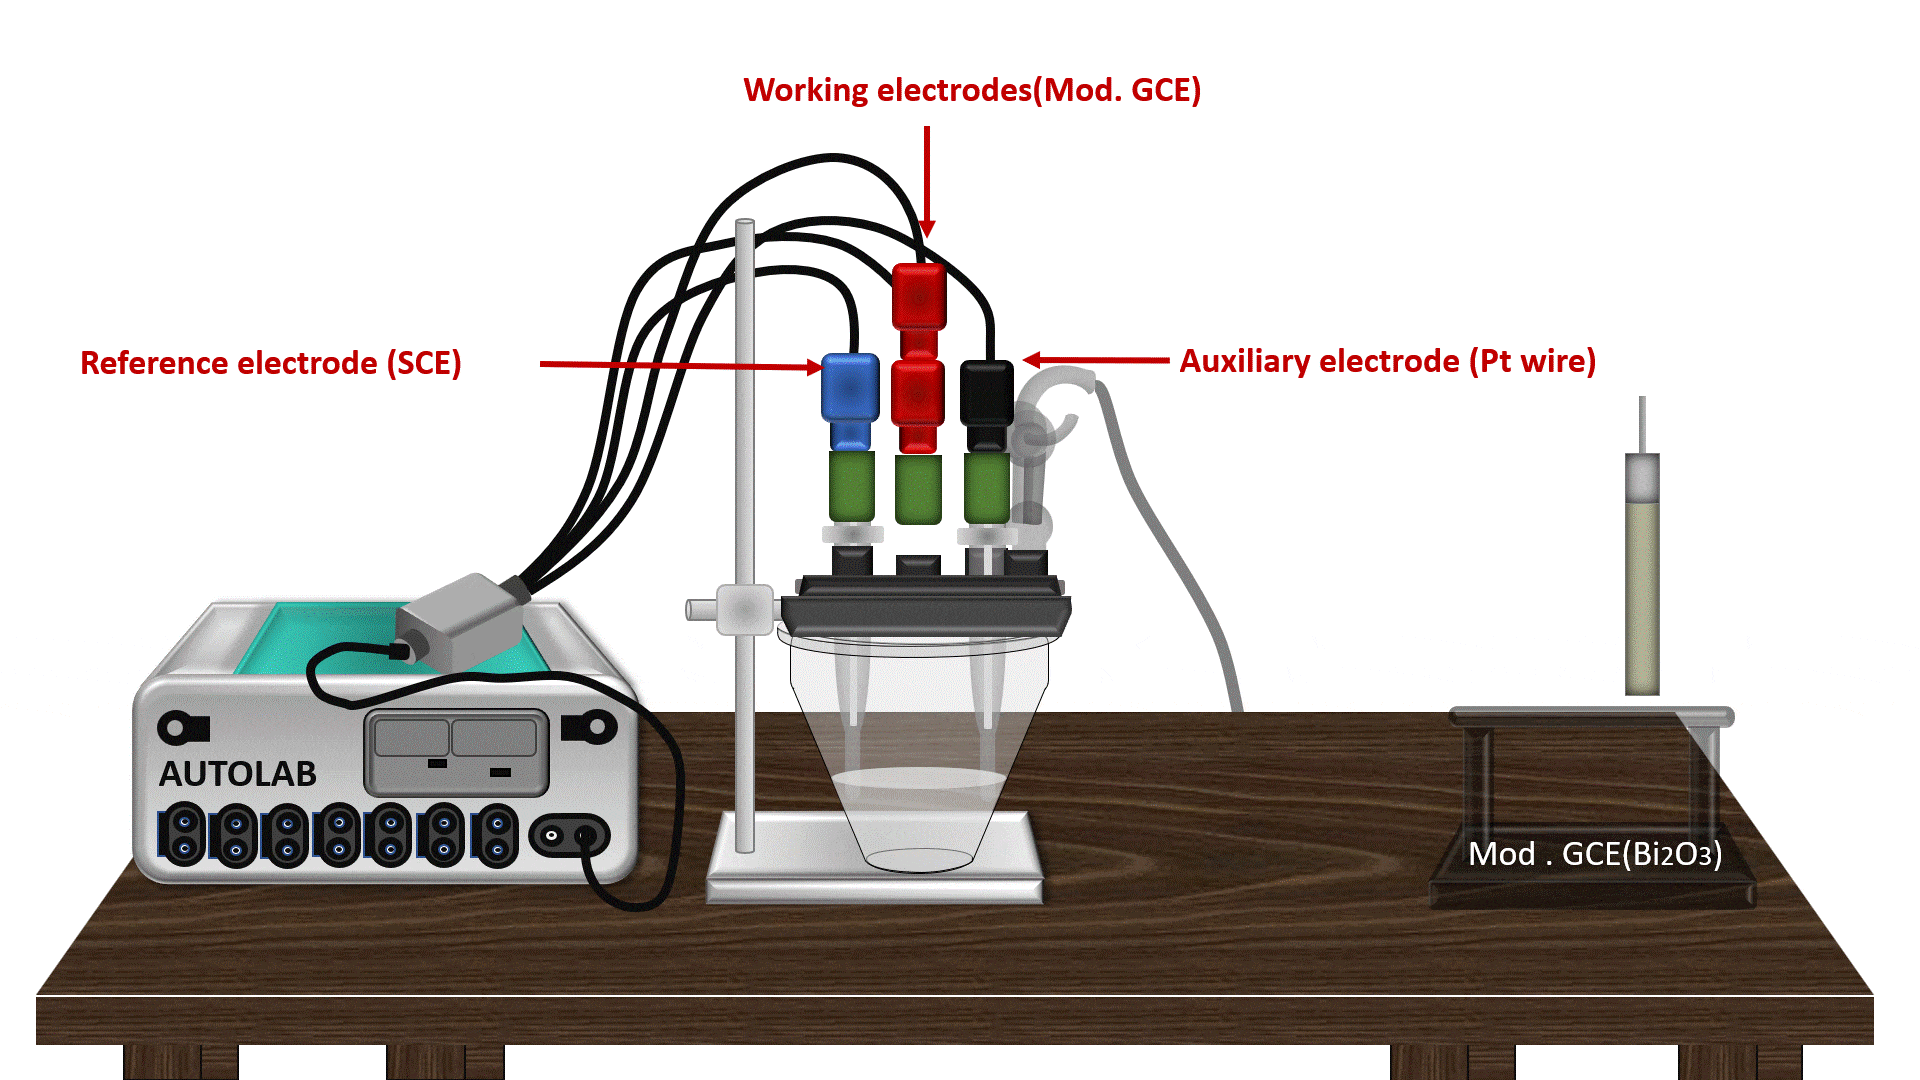 Working electrodes(Mod. GCE)
Reference electrode (SCE)
Auxiliary electrode (Pt wire)
AUTOLAB
Mod . GCE(Bi2O3)